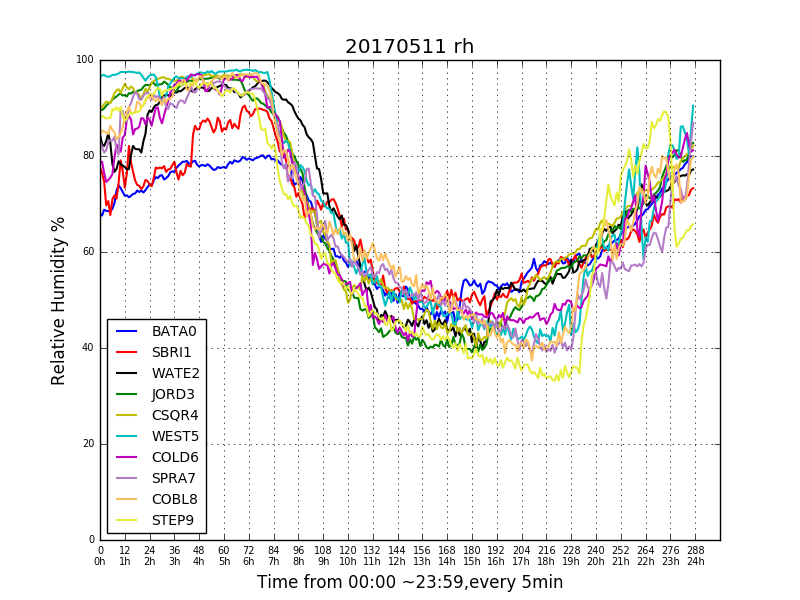 20170511 rh
Relative Humidity %
100
80
60
40
20
0
BATA0
SBRI1
WATE2
JORD3
CSQR4
WEST5
COLD6
SPRA7
COBL8
STEP9
0 12 24 36 48 60 72 84 96 108 120 132 144 156 168 180 192 204 216 228 240 252 264 276 288
0h 1h 2h 3h 4h 5h 6h 7h 8h 9h 10h 11h 12h 13h 14h 15h 16h 17h 18h 19h 20h 21h 22h 23h 24h
Time from 00:00 ~23:59,every 5min